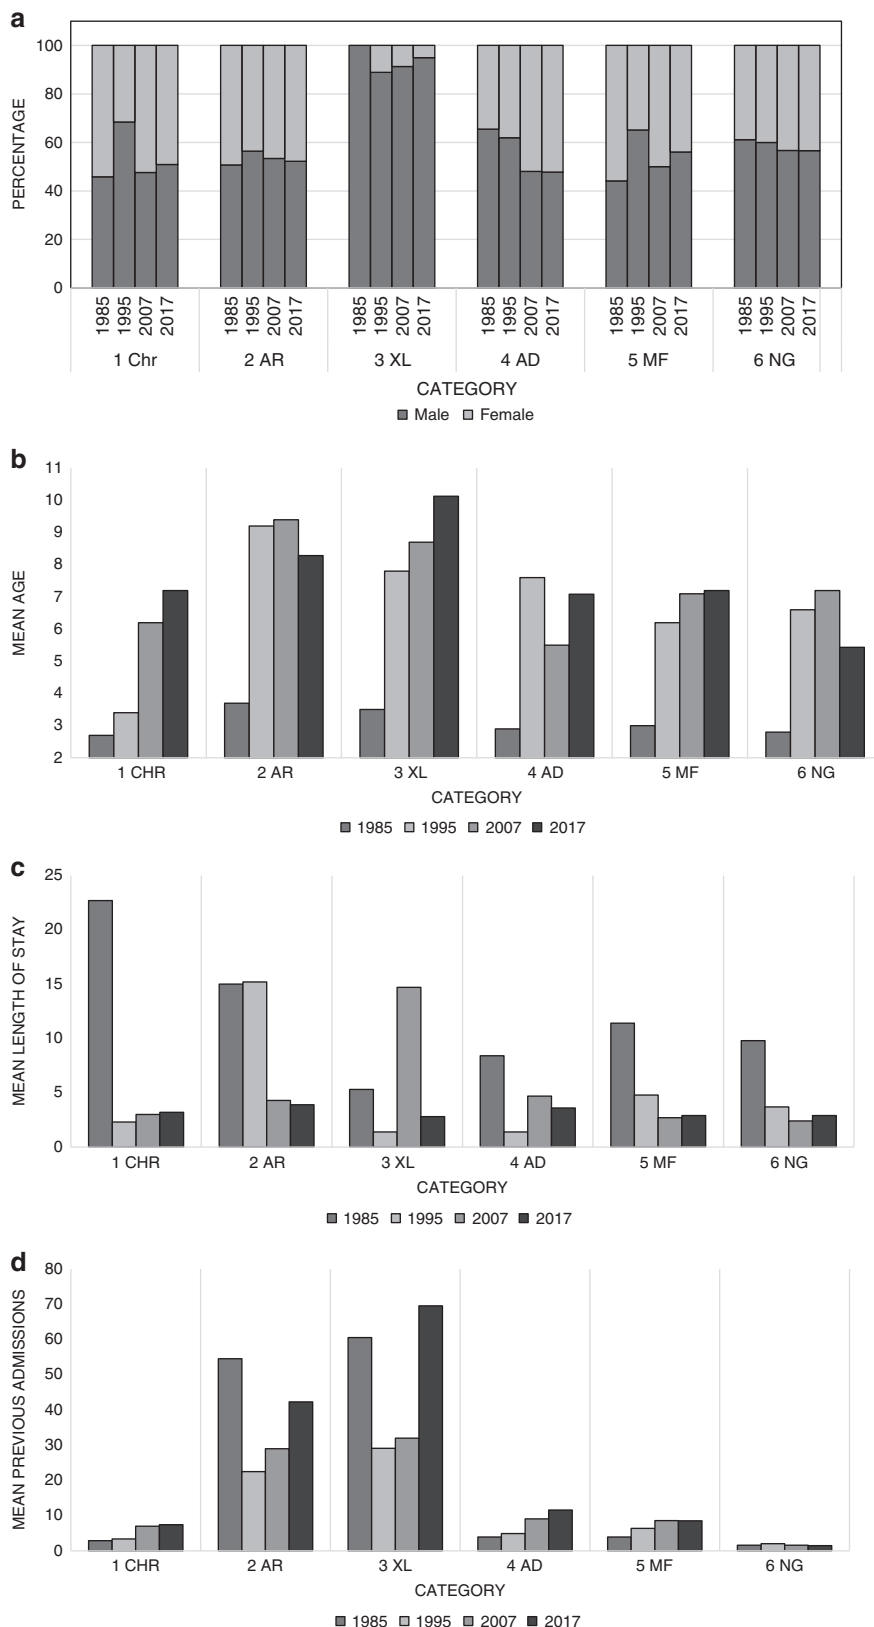 a
PERCENTAGE
100
80
60
40
20
0
1985 1995 2007 2017 1985 1995 2007 2017 1985 1995 2007 2017 1985 1995 2007 2017 1985 1995 2007 2017 1985 1995 2007 2017
1 Chr 2 AR 3 XL 4 AD 5 MF 6 NG
CATEGORY
Male Female
b
MEAN AGE
11
10
9
8
7
6
5
4
3
2
1 CHR 2 AR 3 XL 4 AD 5 MF 6 NG
CATEGORY
1985 1995 2007 2017
c
MEAN LENGTH OF STAY
25
20
15
10
5
0
1 CHR 2 AR 3 XL 4 AD 5 MF 6 NG
CATEGORY
1985 1995 2007 2017
d
MEAN PREVIOUS ADMISSIONS
80
70
60
50
40
30
20
10
0
1 CHR 2 AR 3 XL 4 AD 5 MF 6 NG
CATEGORY
1985 1995 2007 2017